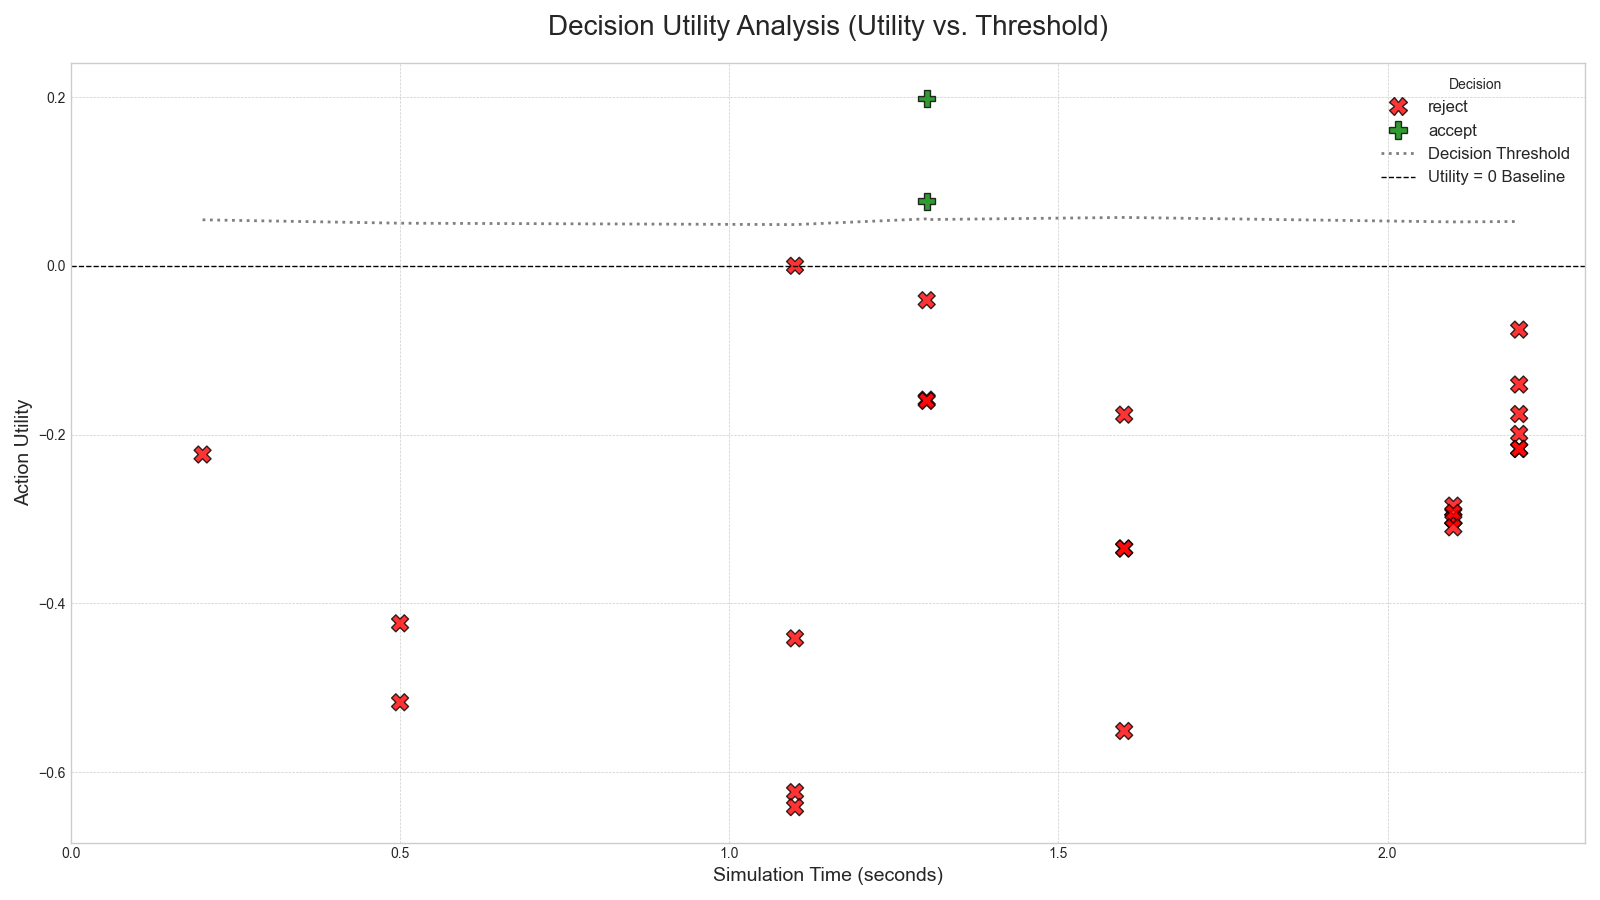 Decision Utility Analysis (Utility vs. Threshold)
Decision
reject
accept
Decision Threshold
Utility = 0 Baseline
Action Utility
0.2
0.0
−0.2
−0.4
−0.6
0.0 0.5 1.0 1.5 2.0
Simulation Time (seconds)